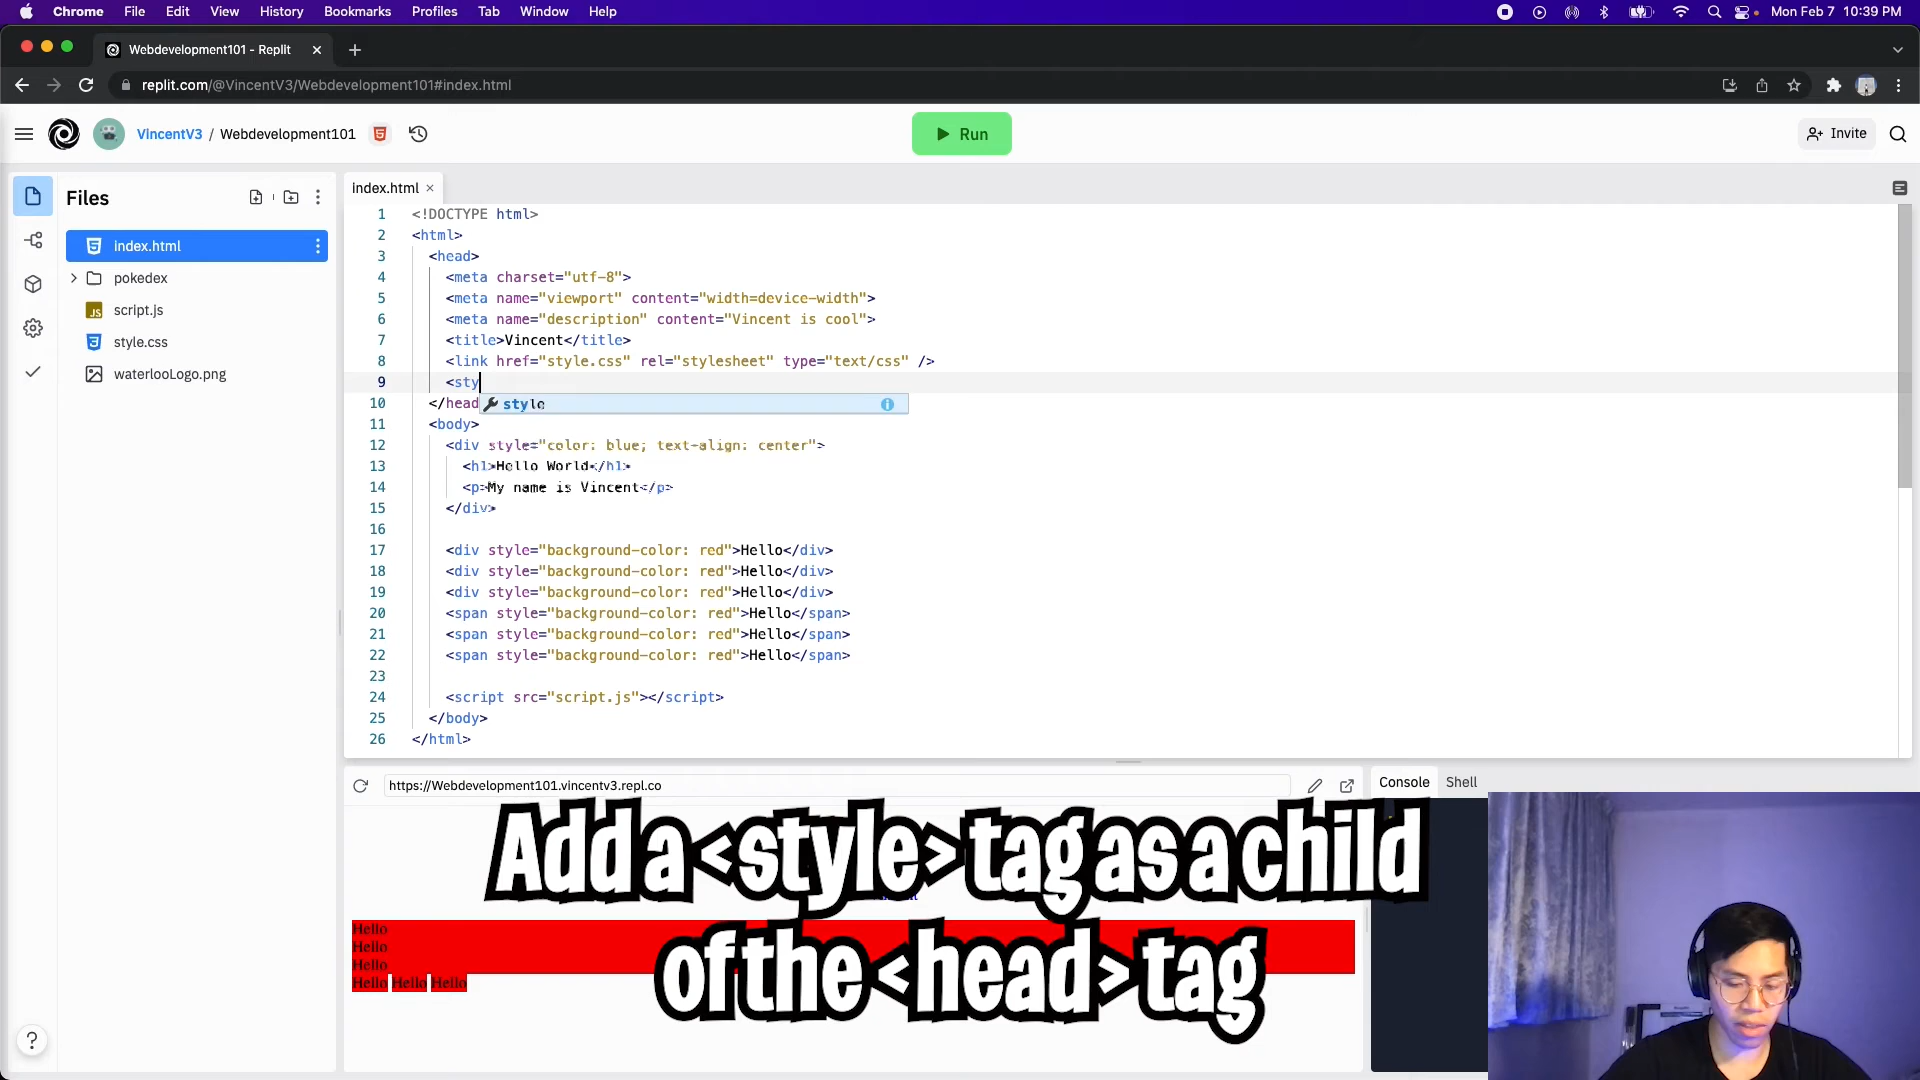 Chrome File Edit View History Bookmarks Profiles Tab Window Help Mon Feb 7 10:39 PM
Webdevelopment101 - Replit
replit.com/@VincentV3/Webdevelopment101#index.html
VincentV3 / Webdevelopment101
Run
Invite
Files
index.html
pokedex
script.js
style.css
waterlooLogo.png
index.html
1 <!DOCTYPE html>
2 <html>
3 <head>
4 <meta charset="utf-8">
5 <meta name="viewport" content="width=device-width">
6 <meta name="description" content="Vincent is cool">
7 <title>Vincent</title>
8 <link href="style.css" rel="stylesheet" type="text/css" />
9 <sty
10 </head
style
11 <body>
12 <div style="color: blue; text-align: center">
13 <h1>Hello World</h1>
14 <p>My name is Vincent</p>
15 </div>
16
17 <div style="background-color: red">Hello</div>
18 <div style="background-color: red">Hello</div>
19 <div style="background-color: red">Hello</div>
20 <span style="background-color: red">Hello</span>
21 <span style="background-color: red">Hello</span>
22 <span style="background-color: red">Hello</span>
23
24 <script src="script.js"></script>
25 </body>
26 </html>
https://Webdevelopment101.vincentv3.repl.co
Console Shell
Add a <style> tag as a child
of the <head> tag
Hello
Hello
Hello
Hello Hello Hello
?